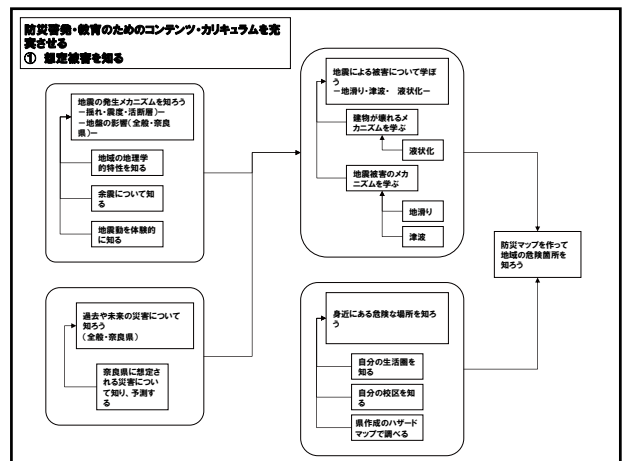 防災啓発・教育のためのコンテンツ・カリキュラムを充
実させる
① 想定被害を知る
地震の発生メカニズムを知ろう
－揺れ・震度・活断層)－
－地盤の影響(全般・奈良
県)－
地域の地理学
的特性を知る
余震について知
る
地震動を体験的
に知る
過去や未来の災害について
知ろう
(全般・奈良県)
奈良県に想定さ
れる災害につい
て知り、予測す
る
地震による被害について学ぼ
う
－地滑り・津波・ 液状化－
建物が壊れるメ
カニズムを学ぶ
液状化
地震被害のメカ
ニズムを学ぶ
地滑り
津波
身近にある危険な場所を知ろ
う
自分の生活圏を
知る
自分の校区を知
る
県作成のハザード
マップで調べる
防災マップを作って
地域の危険箇所を
知ろう